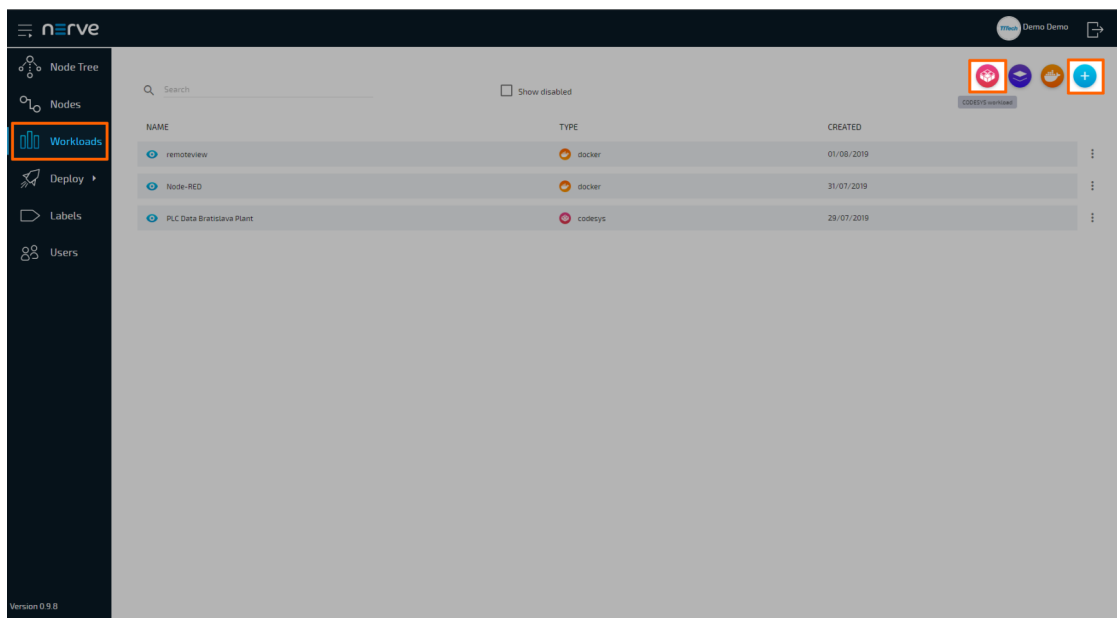 nerve
TTTech Demo Demo
Node Tree
Nodes
Workloads
Deploy
Labels
Users
Search
Show disabled
CODESYS workload
NAME TYPE CREATED
remoteview docker 01/08/2019
Node-RED docker 31/07/2019
PLC Data Bratislava Plant codesys 29/07/2019
Version 0.9.8